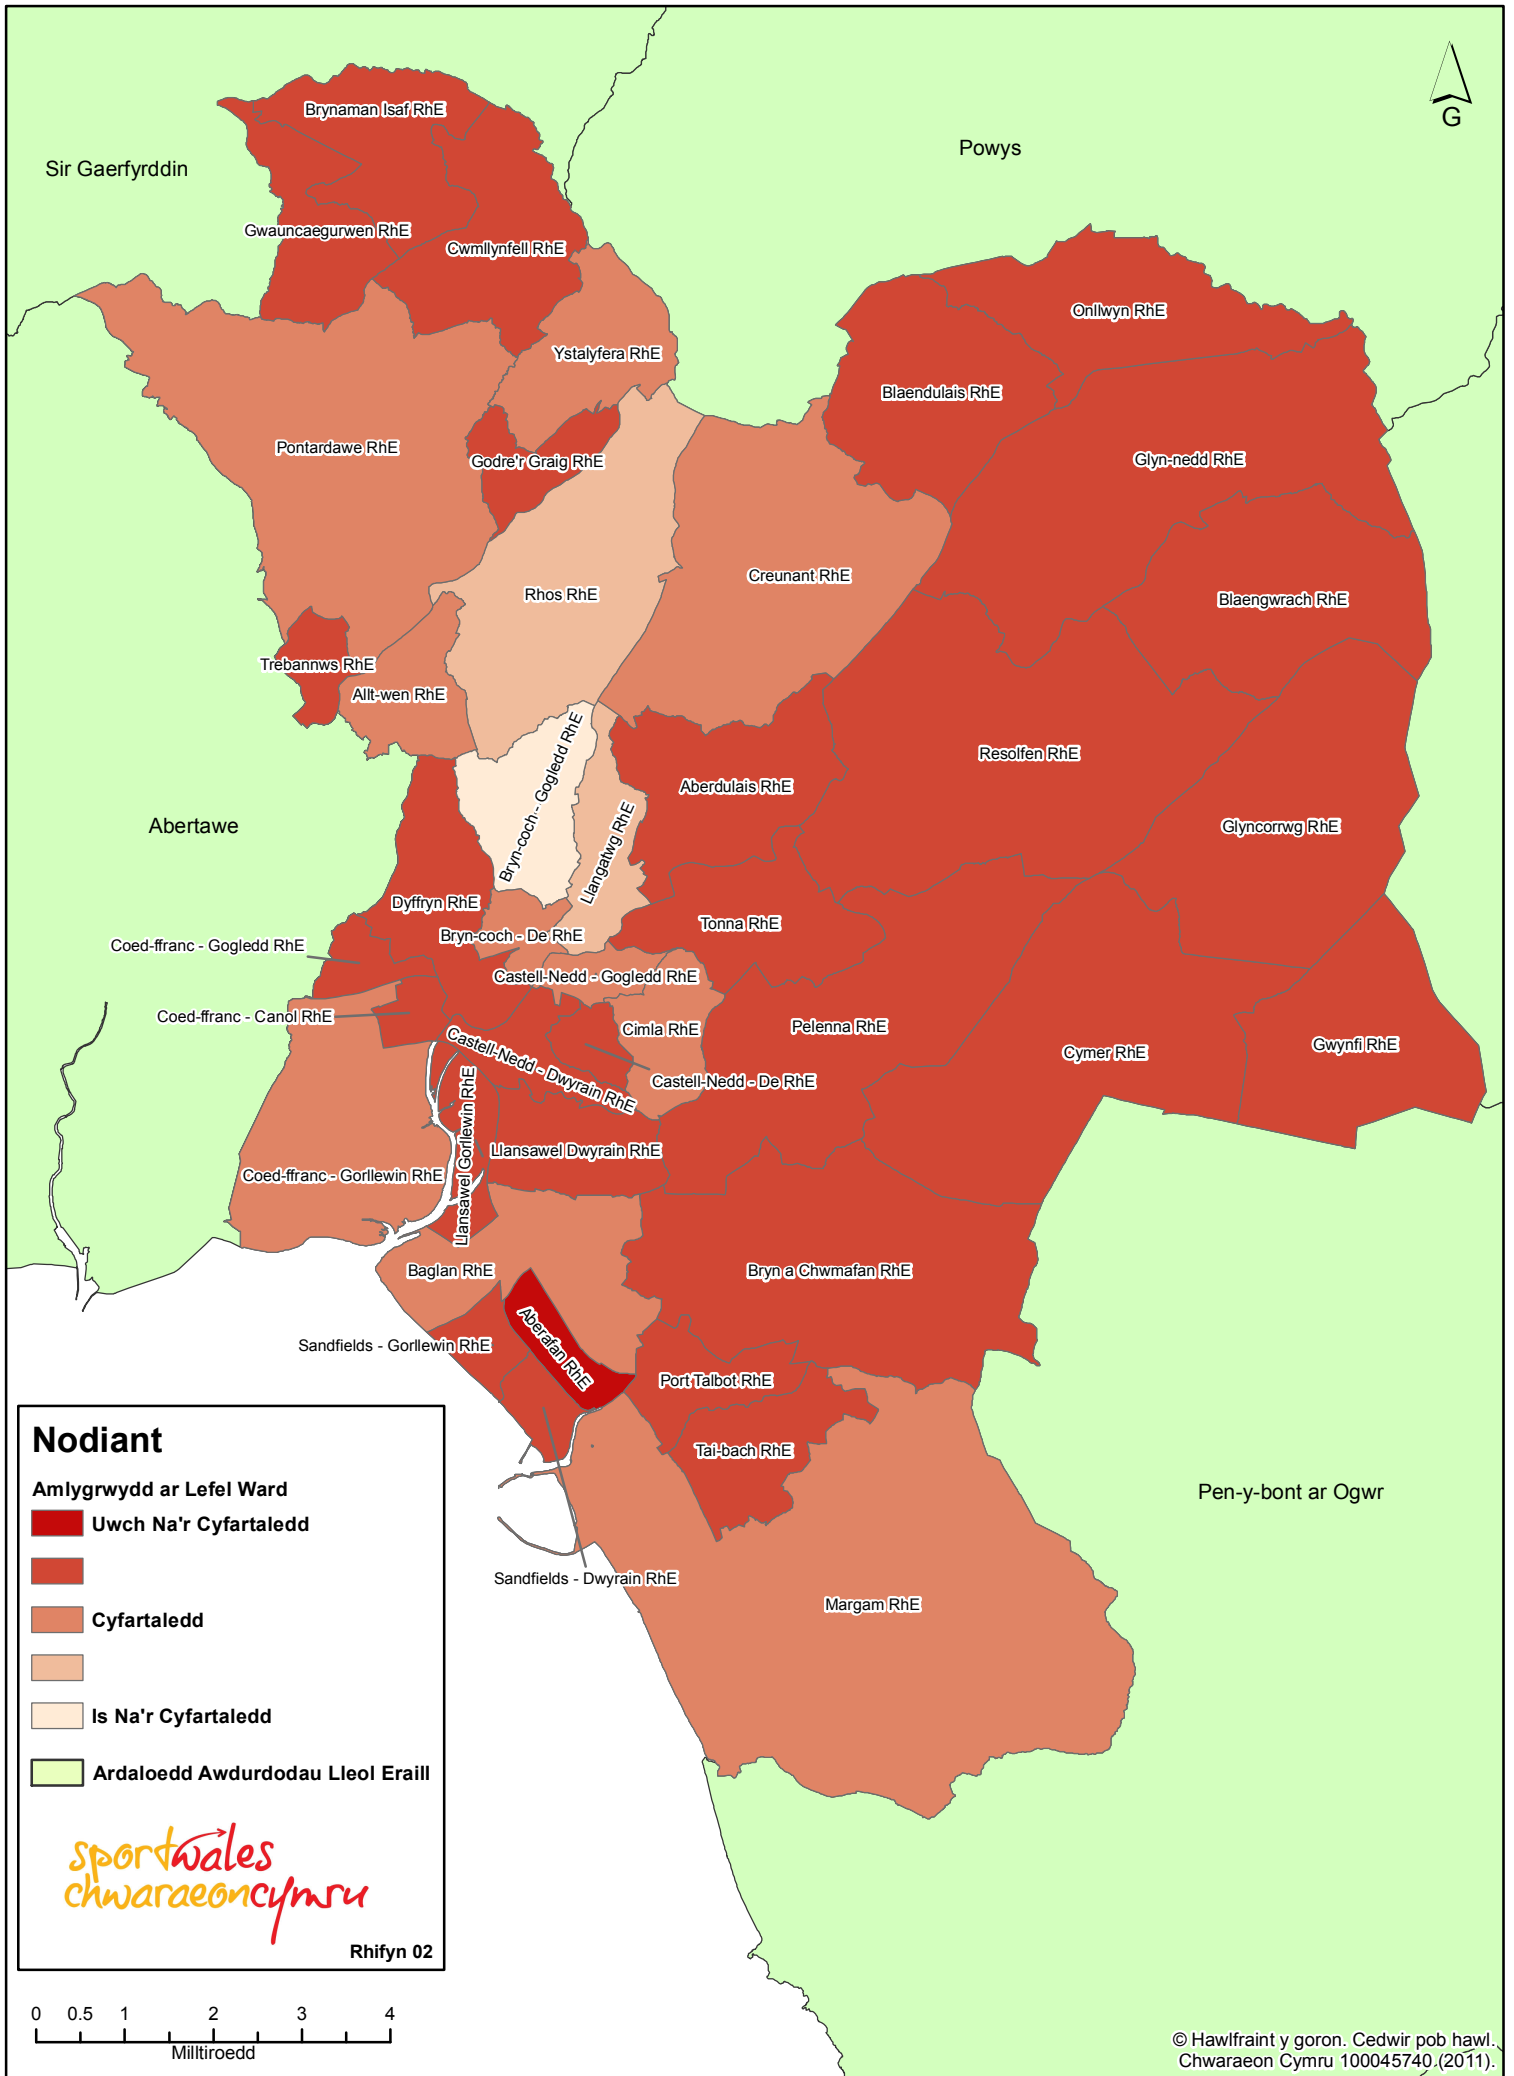 G
Sir Gaerfyrddin
Powys
Brynaman Isaf RhE
Gwauncaegurwen RhE
Cwmllynfell RhE
Onllwyn RhE
Ystalyfera RhE
Blaendulais RhE
Pontardawe RhE
Godre'r Graig RhE
Glyn-nedd RhE
Creunant RhE
Rhos RhE
Blaengwrach RhE
Trebannws RhE
Allt-wen RhE
Bryn-coch - Gogledd RhE
Resolfen RhE
Aberdulais RhE
Llangatwg RhE
Abertawe
Glyncorrwg RhE
Dyffryn RhE
Tonna RhE
Bryn-coch - De RhE
Coed-ffranc - Gogledd RhE
Castell-Nedd - Gogledd RhE
Coed-ffranc - Canol RhE
Cimla RhE
Pelenna RhE
Cymer RhE
Gwynfi RhE
Castell-Nedd - Dwyrain RhE
Castell-Nedd - De RhE
Llansawel Gorllewin RhE
Llansawel Dwyrain RhE
Coed-ffranc - Gorllewin RhE
Baglan RhE
Bryn a Chwmafan RhE
Aberafan RhE
Sandfields - Gorllewin RhE
Port Talbot RhE
Tai-bach RhE
Pen-y-bont ar Ogwr
Sandfields - Dwyrain RhE
Margam RhE
Nodiant
Amlygrwydd ar Lefel Ward
Uwch Na'r Cyfartaledd
Cyfartaledd
Is Na'r Cyfartaledd
Ardaloedd Awdurdodau Lleol Eraill
sportwales
chwaraeoncymru
Rhifyn 02
0 0.5 1 2 3 4
Milltiroedd
© Hawlfraint y goron. Cedwir pob hawl.
Chwaraeon Cymru 100045740 (2011).